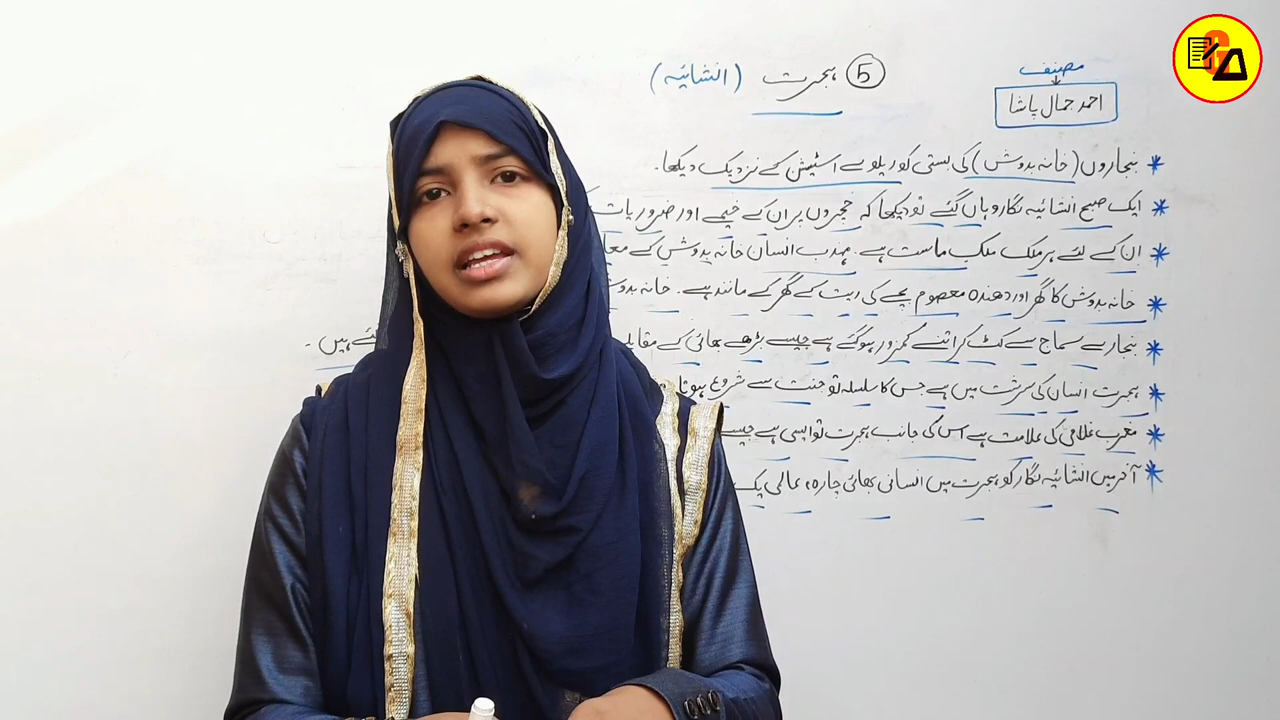 ⑤ ہجرت (انشائیہ)
مصنف
احمد جمال پاشا
* بنجاروں (خانہ بدوش) کی بستی کو ریلوے اسٹیشن کے نزدیک دیکھا۔
* ایک صبح انشائیہ نگار وہاں گئے تو دیکھا کہ خچروں پر ان کے خیمے اور ضروریات
* ان کے لئے ہر ملک ملکِ ماست ہے۔ مہذب انسان خانہ بدوش کے
* خانہ بدوش کا گھر اور دھندہ معصوم بچے کی ریت کے گھر کے مانند ہے۔ خانہ
* بنجارے سماج سے کٹ کر اتنے کمزور ہوگئے ہے جیسے بڑھے بھائی کے ہیں۔
* ہجرت انسان کی سرشت میں ہے جس کا سلسلہ تو جنت سے شروع ہوتا
* مغرب غلامی کی علامت ہے اس کی جانب ہجرت تو ایسی ہے جیسے
* آخر میں انشائیہ نگار کو ہجرت میں انسانی بھائی چارہ، عالمی